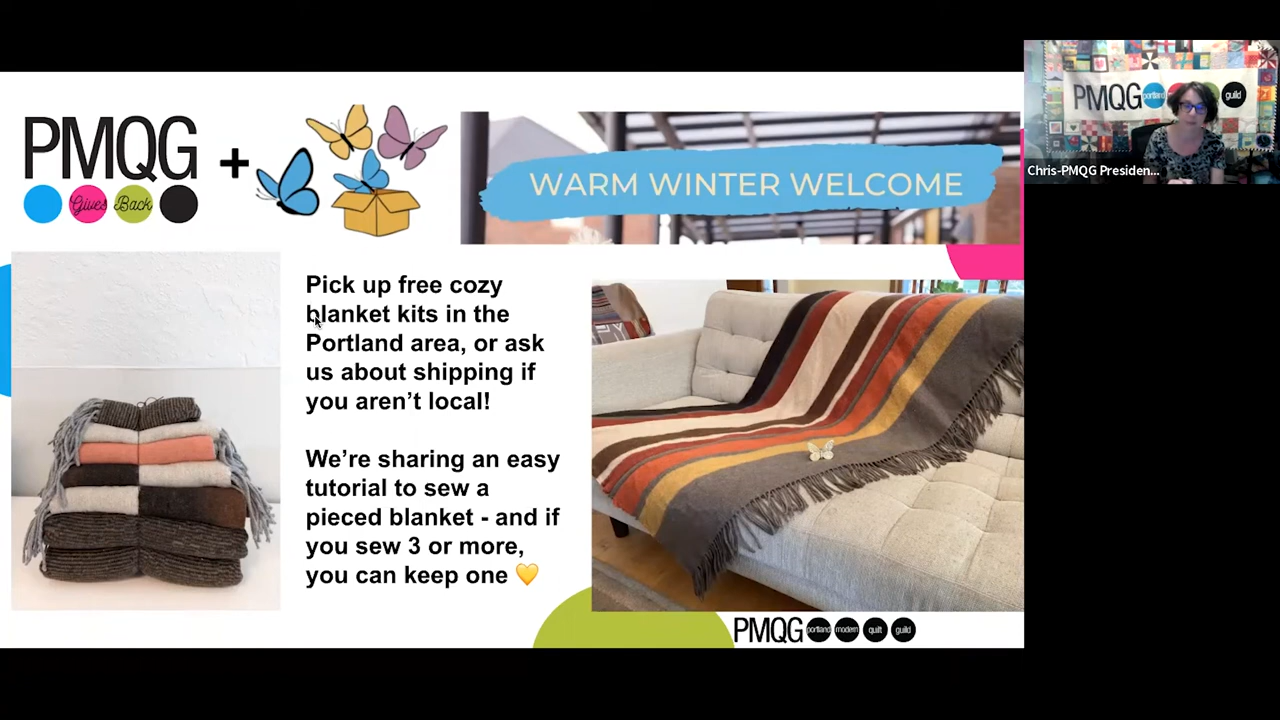 PMQG
+
Gives Back
WARM WINTER WELCOME
Pick up free cozy
blanket kits in the
Portland area, or ask
us about shipping if
you aren't local!
We're sharing an easy
tutorial to sew a
pieced blanket - and if
you sew 3 or more,
you can keep one 💛
PMQG portland modern quilt guild
PMQG portland guild
Chris-PMQG Presiden...